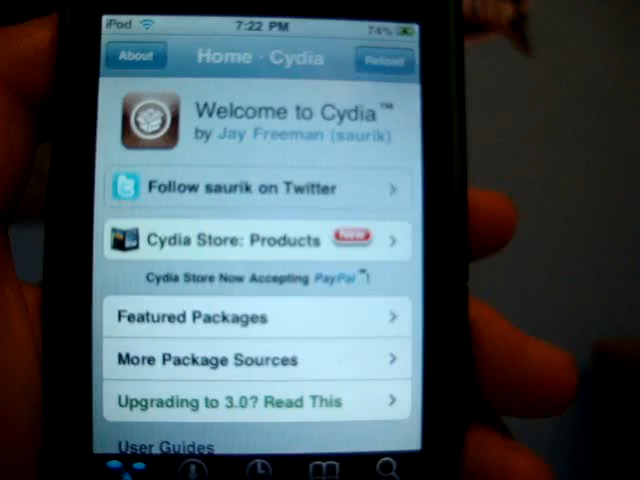 iPod 7:22 PM 74%
About Home · Cydia Reload
Welcome to Cydia™
by Jay Freeman (saurik)
Follow saurik on Twitter
Cydia Store: Products New
Cydia Store Now Accepting PayPal™!
Featured Packages
More Package Sources
Upgrading to 3.0? Read This
User Guides